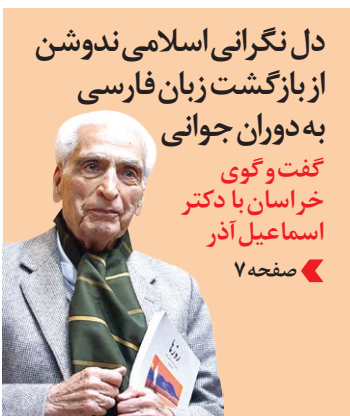 دل نگرانی اسلامی ندوشن
از بازگشت زبان فارسی
به دوران جوانی
گفت و گوی
خراسان با دکتر
اسماعیل آذر
صفحه ۷
روزها